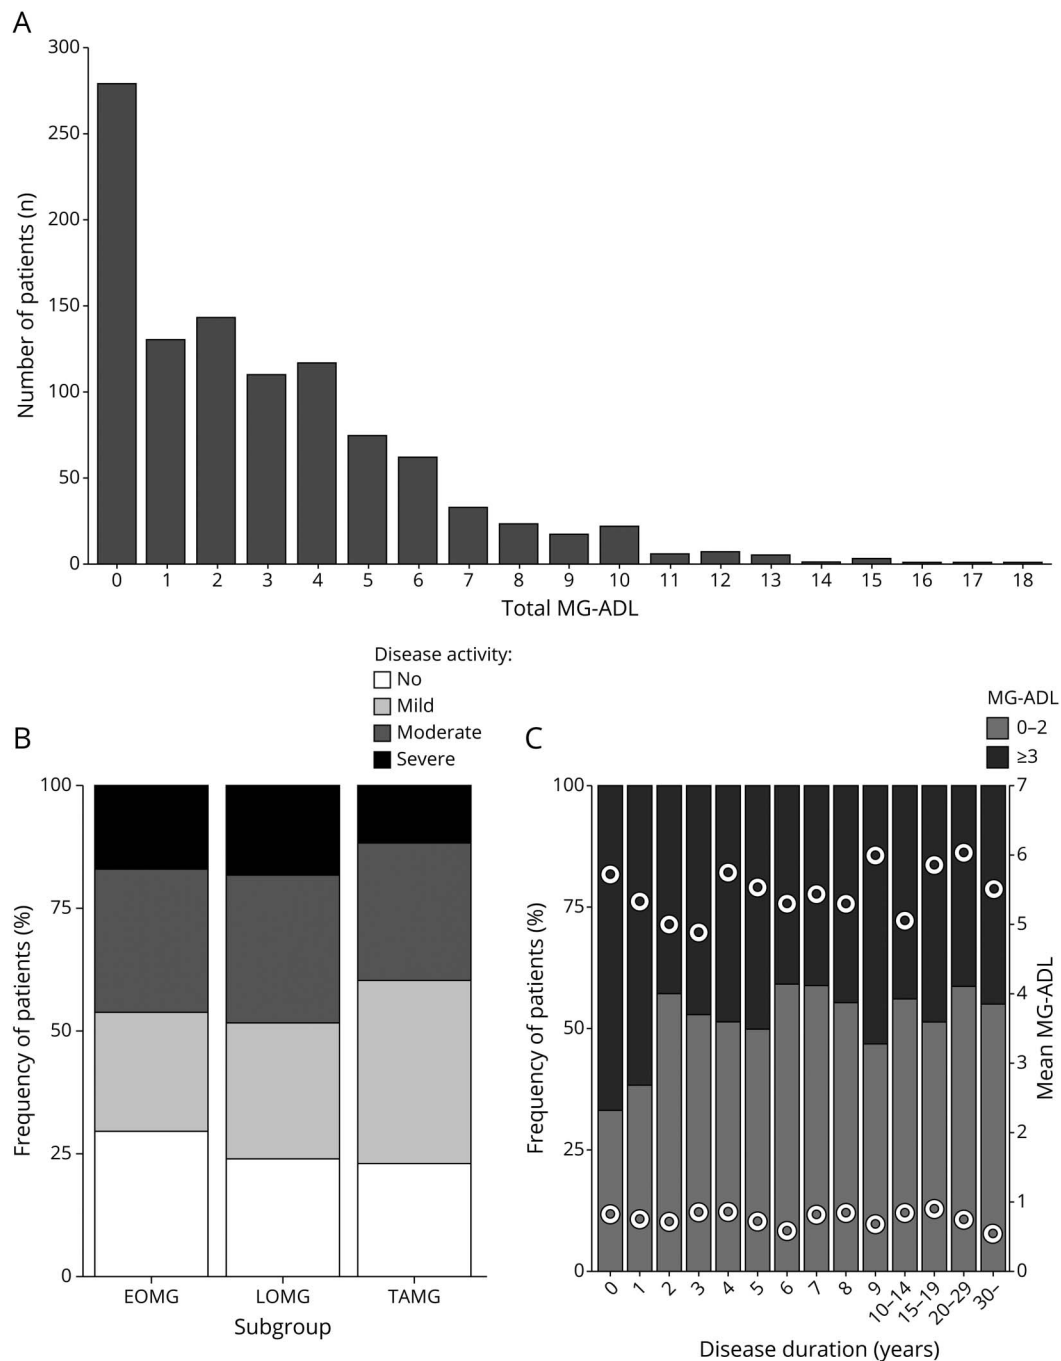 A
300
250
200
150
100
50
0
Number of patients (n)
0 1 2 3 4 5 6 7 8 9 10 11 12 13 14 15 16 17 18
Total MG-ADL
Disease activity:
No
Mild
Moderate
Severe
B
100
75
50
25
0
Frequency of patients (%)
EOMG LOMG TAMG
Subgroup
MG-ADL
0–2
≥3
C
100
75
50
25
0
Frequency of patients (%)
7
6
5
4
3
2
1
0
Mean MG-ADL
0 1 2 3 4 5 6 7 8 9 10–14 15–19 20–29 30–
Disease duration (years)